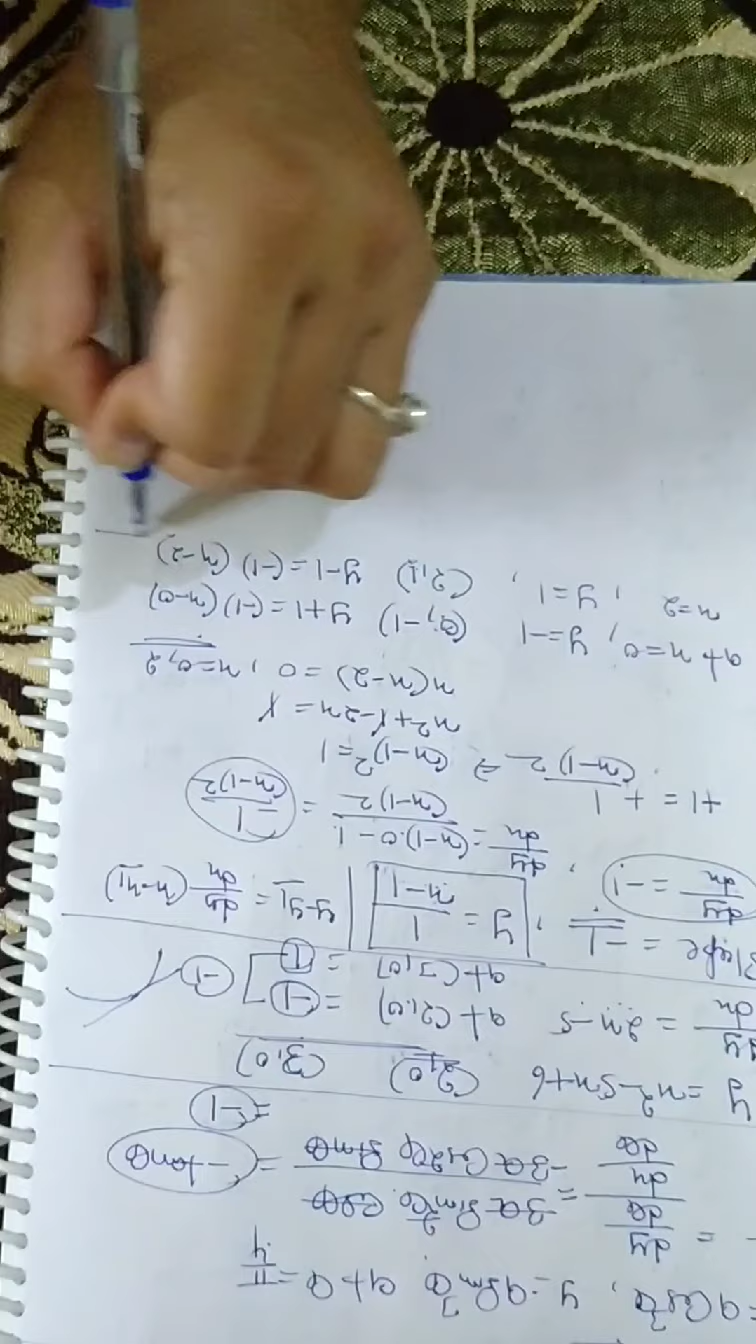 = a Cos³θ, y = a Sin³θ at θ = π/4
= dy/dθ / dx/dθ = 3a Sin²θ. Cosθ / -3a Cos²θ Sinθ = -tanθ
= -1
y = x² - 5x + 6 (2,0) (3,0)
dy/dx = 2x - 5 at (2,0) = -1
at (3,0) = 1 -1
Slope = -1, y = 1/x-1 y - y1 = dy/dx (x - x1)
dy/dx = -1, dy/dx = (x-1).0 - 1 / (x-1)2 = -1/(x-1)2
+1 = + 1/(x-1)2 ⇒ (x-1)2 = 1
x2 + 1 - 2x = 1
x(x-2) = 0, x = 0, 2
at x = 0, y = -1 (0, -1) y+1 = (-1) (x-0)
x = 2, y = 1, (2,1) y-1 = (-1) (x-2)